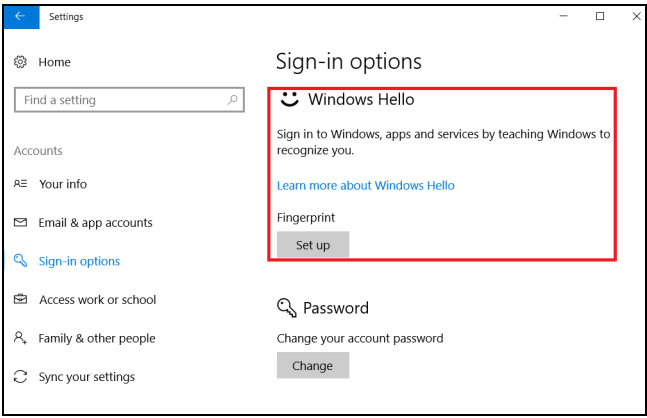 Settings
Home
Find a setting
Accounts
Your info
Email & app accounts
Sign-in options
Access work or school
Family & other people
Sync your settings
Sign-in options
Windows Hello
Sign in to Windows, apps and services by teaching Windows to
recognize you.
Learn more about Windows Hello
Fingerprint
Set up
Password
Change your account password
Change